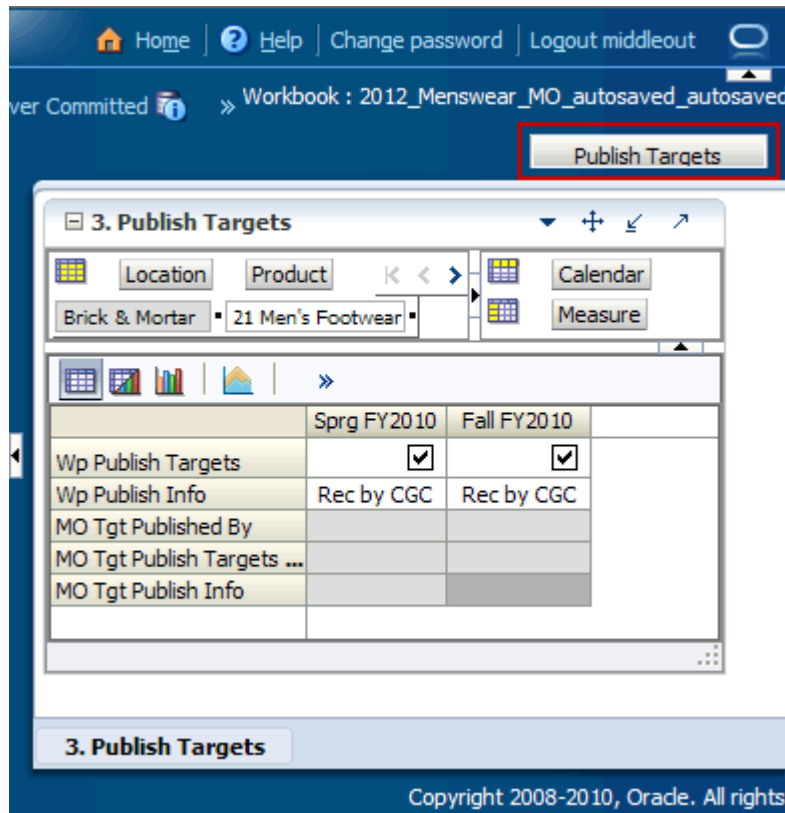 Home | Help | Change password | Logout middleout
ver Committed » Workbook : 2012_Menswear_MO_autosaved_autosaved
Publish Targets
3. Publish Targets
Location Product Calendar
Brick & Mortar 21 Men's Footwear Measure
»
Sprg FY2010 Fall FY2010
Wp Publish Targets
Wp Publish Info Rec by CGC Rec by CGC
MO Tgt Published By
MO Tgt Publish Targets ...
MO Tgt Publish Info
3. Publish Targets
Copyright 2008-2010, Oracle. All rights